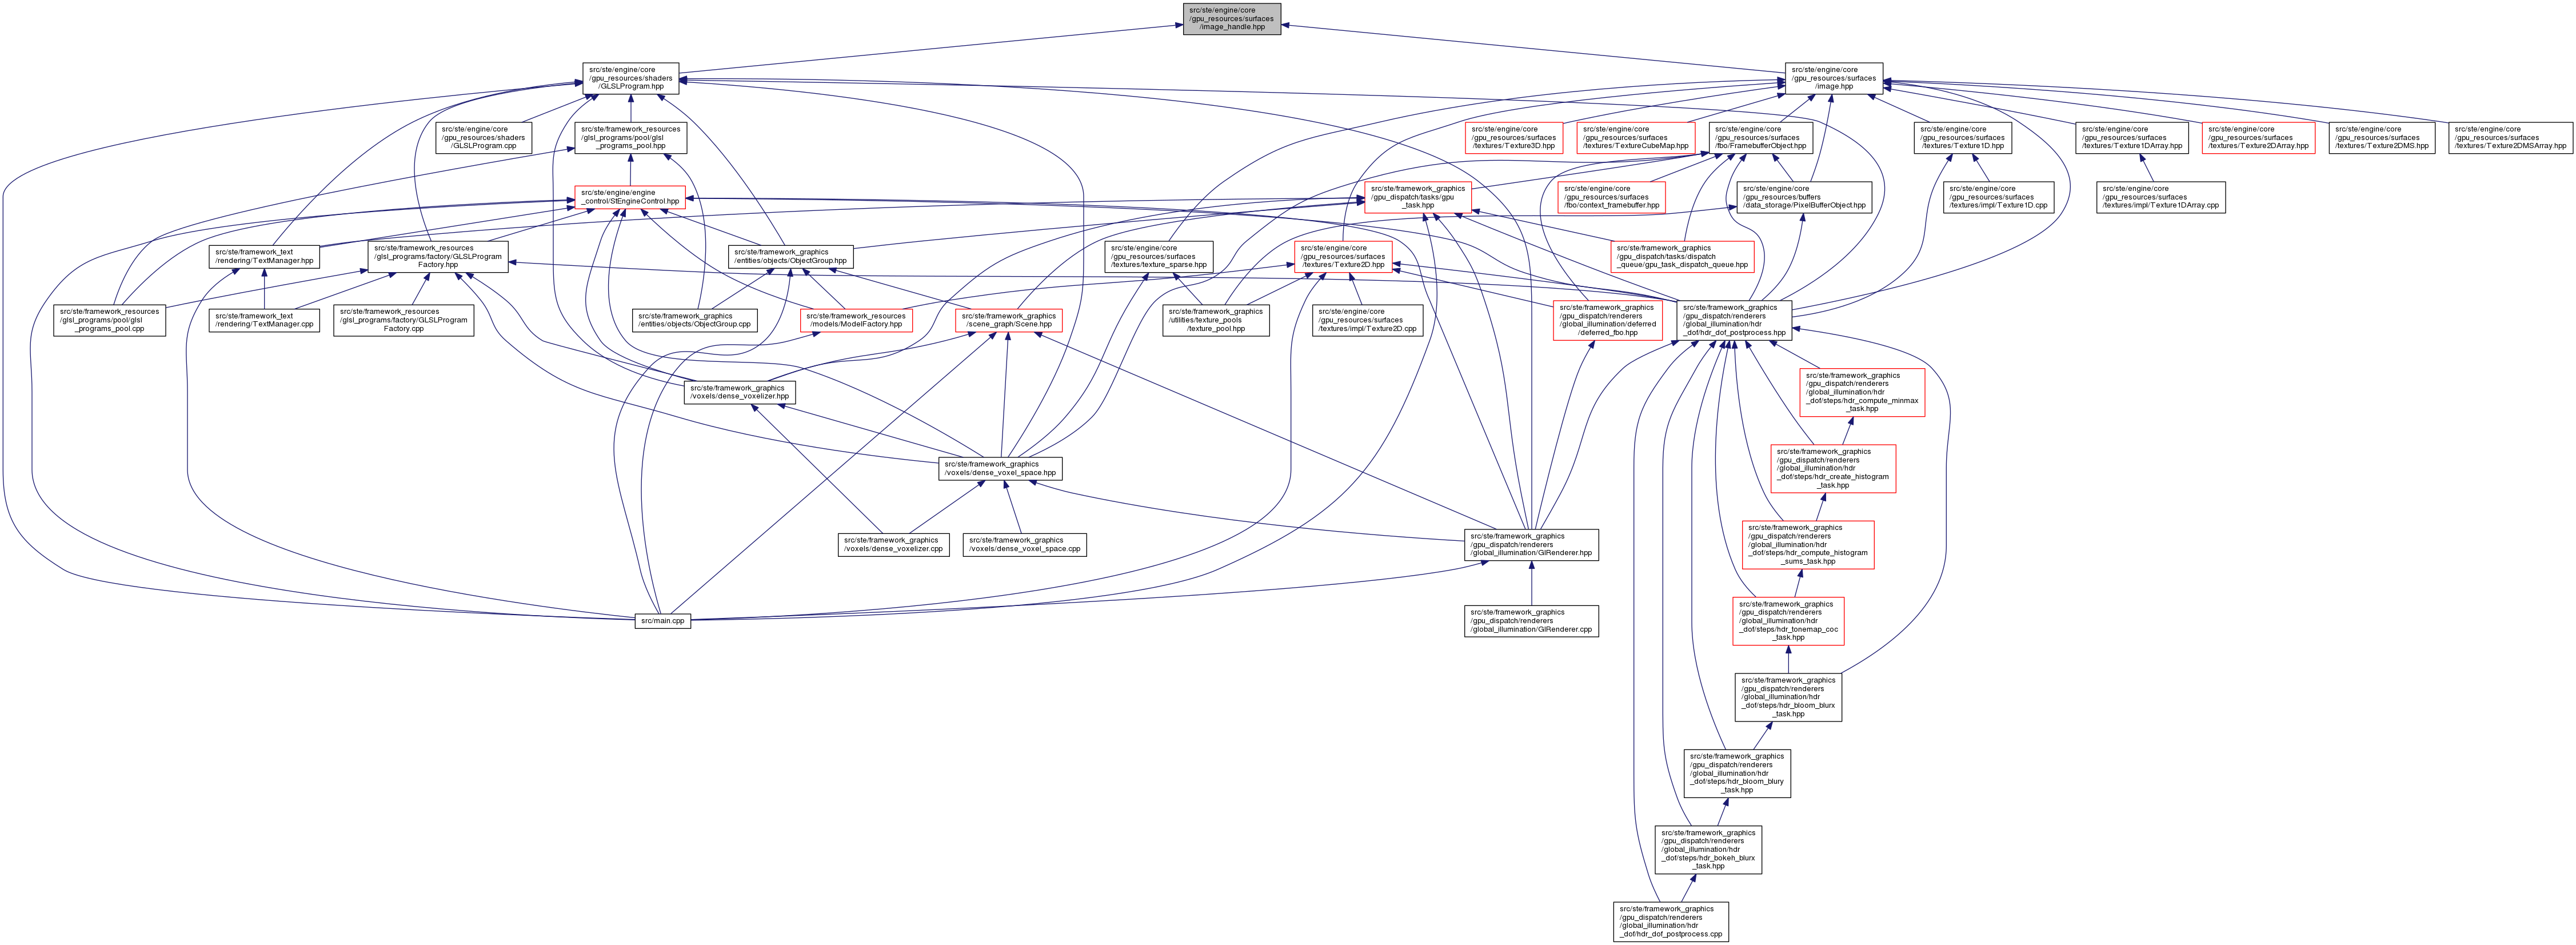 src/ste/engine/core
/gpu_resources/surfaces
/image_handle.hpp
src/ste/engine/core
/gpu_resources/shaders
/GLSLProgram.hpp
src/ste/engine/core
/gpu_resources/surfaces
/image.hpp
src/ste/engine/core
/gpu_resources/shaders
/GLSLProgram.cpp
src/ste/framework_resources
/glsl_programs/pool/glsl
_programs_pool.hpp
src/ste/engine/core
/gpu_resources/surfaces
/textures/Texture3D.hpp
src/ste/engine/core
/gpu_resources/surfaces
/textures/TextureCubeMap.hpp
src/ste/engine/core
/gpu_resources/surfaces
/fbo/FramebufferObject.hpp
src/ste/engine/core
/gpu_resources/surfaces
/textures/Texture1D.hpp
src/ste/engine/core
/gpu_resources/surfaces
/textures/Texture1DArray.hpp
src/ste/engine/core
/gpu_resources/surfaces
/textures/Texture2DArray.hpp
src/ste/engine/core
/gpu_resources/surfaces
/textures/Texture2DMS.hpp
src/ste/engine/core
/gpu_resources/surfaces
/textures/Texture2DMSArray.hpp
src/ste/engine/engine
_control/StEngineControl.hpp
src/ste/framework_graphics
/gpu_dispatch/tasks/gpu
_task.hpp
src/ste/engine/core
/gpu_resources/surfaces
/fbo/context_framebuffer.hpp
src/ste/engine/core
/gpu_resources/buffers
/data_storage/PixelBufferObject.hpp
src/ste/engine/core
/gpu_resources/surfaces
/textures/impl/Texture1D.cpp
src/ste/engine/core
/gpu_resources/surfaces
/textures/impl/Texture1DArray.cpp
src/ste/framework_text
/rendering/TextManager.hpp
src/ste/framework_resources
/glsl_programs/factory/GLSLProgram
Factory.hpp
src/ste/framework_graphics
/entities/objects/ObjectGroup.hpp
src/ste/engine/core
/gpu_resources/surfaces
/textures/texture_sparse.hpp
src/ste/engine/core
/gpu_resources/surfaces
/textures/Texture2D.hpp
src/ste/framework_graphics
/gpu_dispatch/tasks/dispatch
_queue/gpu_task_dispatch_queue.hpp
src/ste/framework_resources
/glsl_programs/pool/glsl
_programs_pool.cpp
src/ste/framework_text
/rendering/TextManager.cpp
src/ste/framework_resources
/glsl_programs/factory/GLSLProgram
Factory.cpp
src/ste/framework_graphics
/entities/objects/ObjectGroup.cpp
src/ste/framework_resources
/models/ModelFactory.hpp
src/ste/framework_graphics
/scene_graph/Scene.hpp
src/ste/framework_graphics
/utilities/texture_pools
/texture_pool.hpp
src/ste/engine/core
/gpu_resources/surfaces
/textures/impl/Texture2D.cpp
src/ste/framework_graphics
/gpu_dispatch/renderers
/global_illumination/deferred
/deferred_fbo.hpp
src/ste/framework_graphics
/gpu_dispatch/renderers
/global_illumination/hdr
_dof/hdr_dof_postprocess.hpp
src/ste/framework_graphics
/voxels/dense_voxelizer.hpp
src/ste/framework_graphics
/gpu_dispatch/renderers
/global_illumination/hdr
_dof/steps/hdr_compute_minmax
_task.hpp
src/ste/framework_graphics
/voxels/dense_voxel_space.hpp
src/ste/framework_graphics
/gpu_dispatch/renderers
/global_illumination/hdr
_dof/steps/hdr_create_histogram
_task.hpp
src/ste/framework_graphics
/voxels/dense_voxelizer.cpp
src/ste/framework_graphics
/voxels/dense_voxel_space.cpp
src/ste/framework_graphics
/gpu_dispatch/renderers
/global_illumination/GIRenderer.hpp
src/ste/framework_graphics
/gpu_dispatch/renderers
/global_illumination/hdr
_dof/steps/hdr_compute_histogram
_sums_task.hpp
src/main.cpp
src/ste/framework_graphics
/gpu_dispatch/renderers
/global_illumination/GIRenderer.cpp
src/ste/framework_graphics
/gpu_dispatch/renderers
/global_illumination/hdr
_dof/steps/hdr_tonemap_coc
_task.hpp
src/ste/framework_graphics
/gpu_dispatch/renderers
/global_illumination/hdr
_dof/steps/hdr_bloom_blurx
_task.hpp
src/ste/framework_graphics
/gpu_dispatch/renderers
/global_illumination/hdr
_dof/steps/hdr_bloom_blury
_task.hpp
src/ste/framework_graphics
/gpu_dispatch/renderers
/global_illumination/hdr
_dof/steps/hdr_bokeh_blurx
_task.hpp
src/ste/framework_graphics
/gpu_dispatch/renderers
/global_illumination/hdr
_dof/hdr_dof_postprocess.cpp